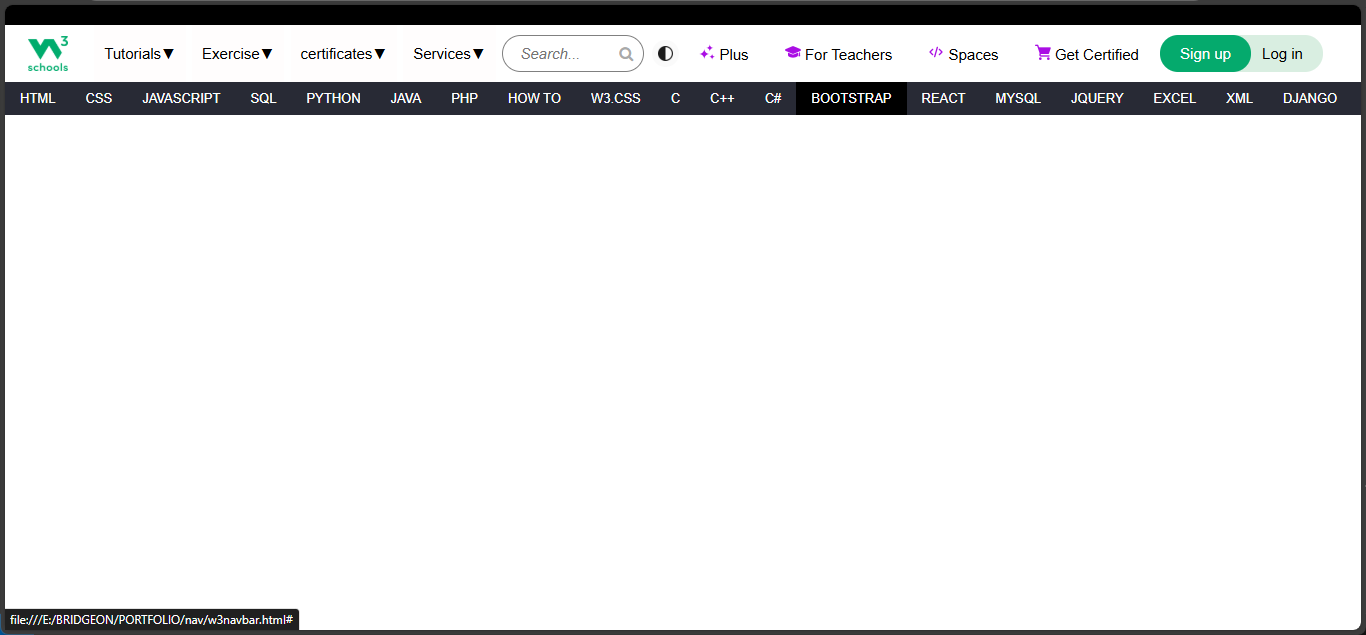 3
schools
Tutorials▼ Exercise▼ certificates▼ Services▼ Search... Plus </> For Teachers Spaces Get Certified Sign up Log in
HTML CSS JAVASCRIPT SQL PYTHON JAVA PHP HOW TO W3.CSS C C++ C# BOOTSTRAP REACT MYSQL JQUERY EXCEL XML DJANGO
file:///E:/BRIDGEON/PORTFOLIO/nav/w3navbar.html#